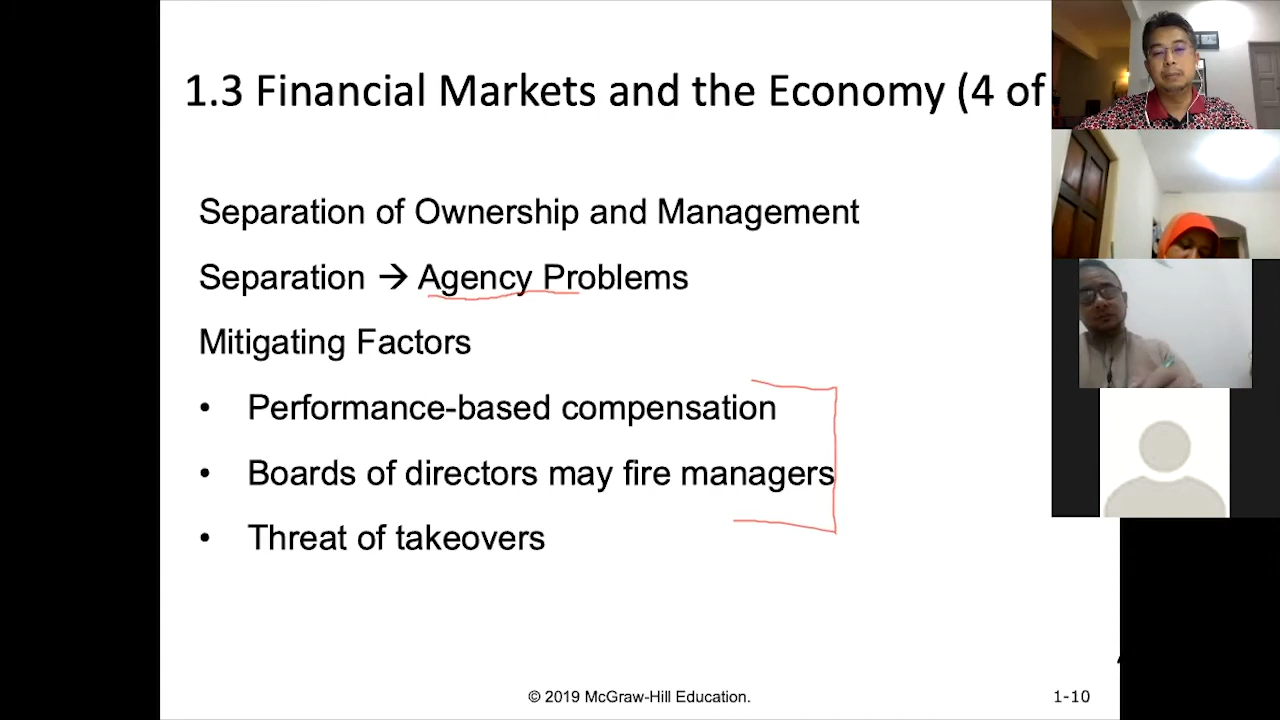 1.3 Financial Markets and the Economy (4 of
Separation of Ownership and Management
Separation → Agency Problems
Mitigating Factors
• Performance-based compensation
• Boards of directors may fire managers
• Threat of takeovers
© 2019 McGraw-Hill Education.
1-10